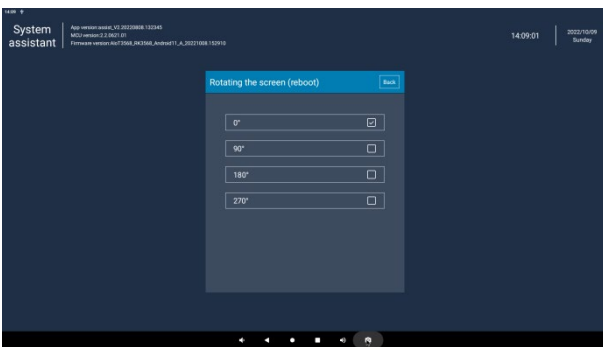 14:09
System
assistant
App version:assist_V2.20220808.132345
MCU version:2.2.0621.01
Firmware version:AIoT3568_RK3568_Android11_A_20221008.152910
14:09:01
2022/10/09
Sunday
Rotating the screen (reboot)
Back
0°
90°
180°
270°